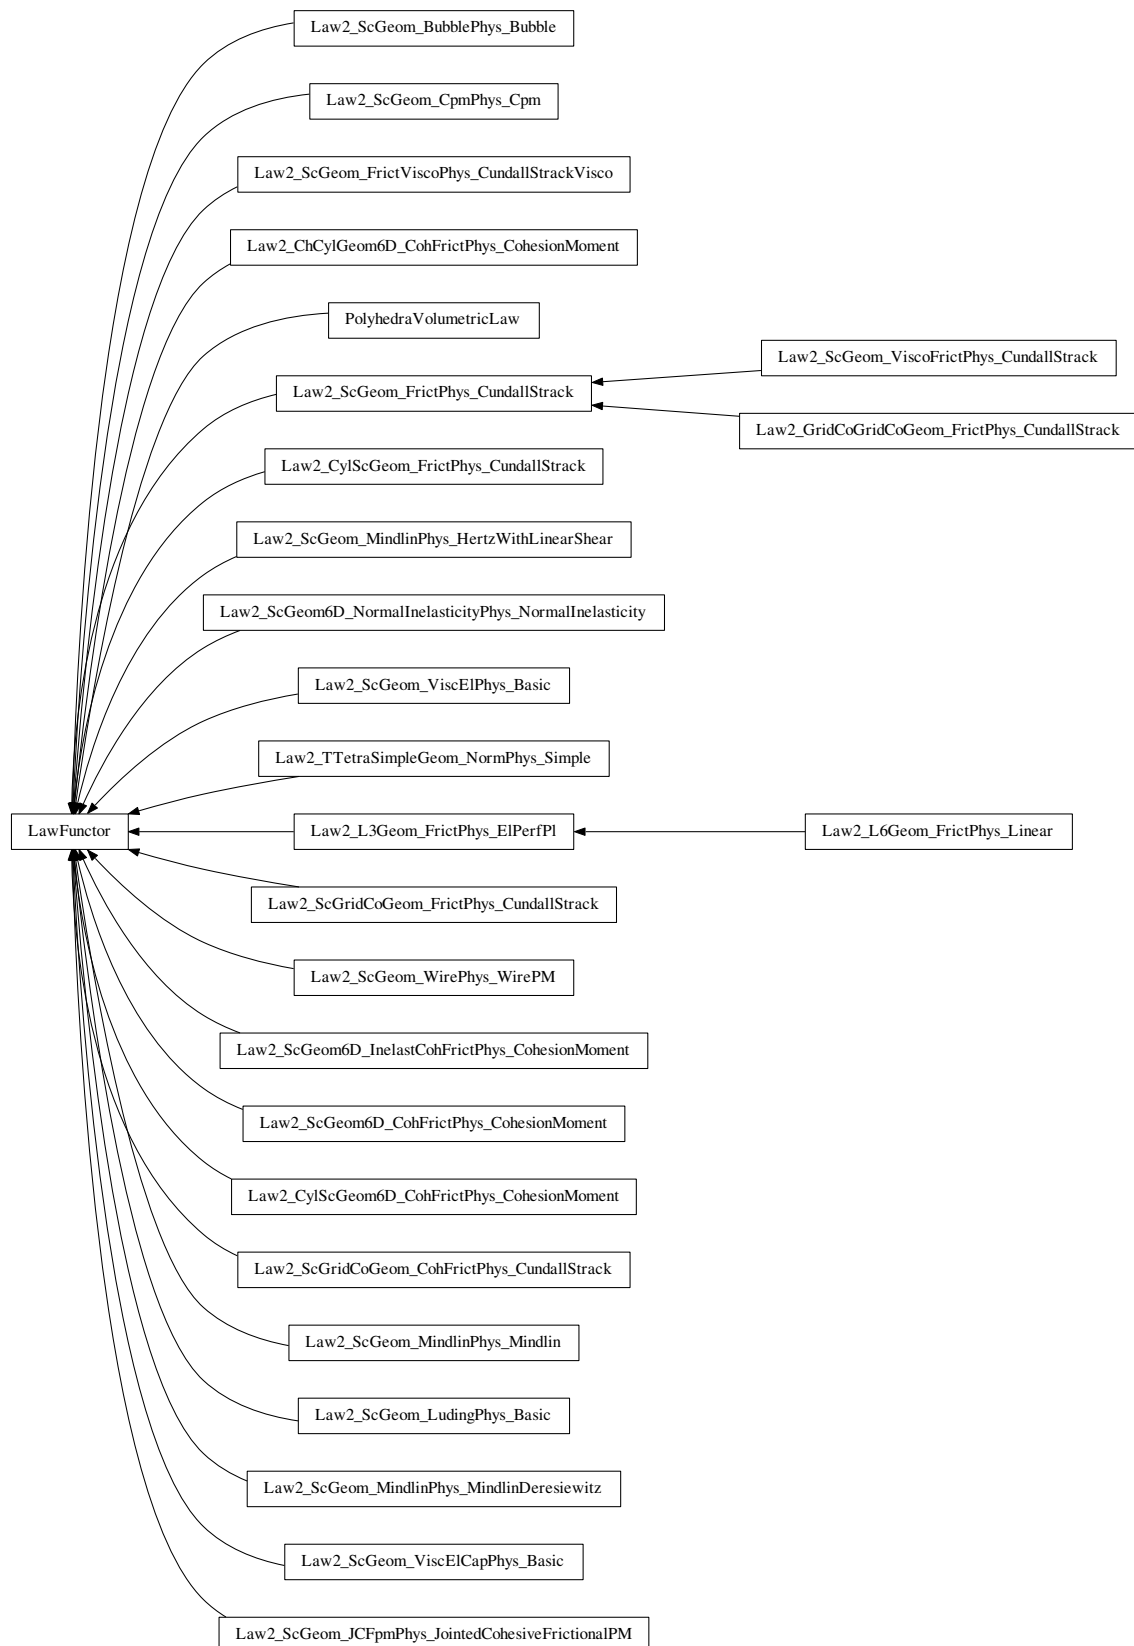 Law2_ScGeom_BubblePhys_Bubble
Law2_ScGeom_CpmPhys_Cpm
Law2_ScGeom_FrictViscoPhys_CundallStrackVisco
Law2_ChCylGeom6D_CohFrictPhys_CohesionMoment
PolyhedraVolumetricLaw
Law2_ScGeom_ViscoFrictPhys_CundallStrack
Law2_ScGeom_FrictPhys_CundallStrack
Law2_GridCoGridCoGeom_FrictPhys_CundallStrack
Law2_CylScGeom_FrictPhys_CundallStrack
Law2_ScGeom_MindlinPhys_HertzWithLinearShear
Law2_ScGeom6D_NormalInelasticityPhys_NormalInelasticity
Law2_ScGeom_ViscElPhys_Basic
Law2_TTetraSimpleGeom_NormPhys_Simple
LawFunctor
Law2_L3Geom_FrictPhys_ElPerfPl
Law2_L6Geom_FrictPhys_Linear
Law2_ScGridCoGeom_FrictPhys_CundallStrack
Law2_ScGeom_WirePhys_WirePM
Law2_ScGeom6D_InelastCohFrictPhys_CohesionMoment
Law2_ScGeom6D_CohFrictPhys_CohesionMoment
Law2_CylScGeom6D_CohFrictPhys_CohesionMoment
Law2_ScGridCoGeom_CohFrictPhys_CundallStrack
Law2_ScGeom_MindlinPhys_Mindlin
Law2_ScGeom_LudingPhys_Basic
Law2_ScGeom_MindlinPhys_MindlinDeresiewitz
Law2_ScGeom_ViscElCapPhys_Basic
Law2_ScGeom_JCFpmPhys_JointedCohesiveFrictionalPM